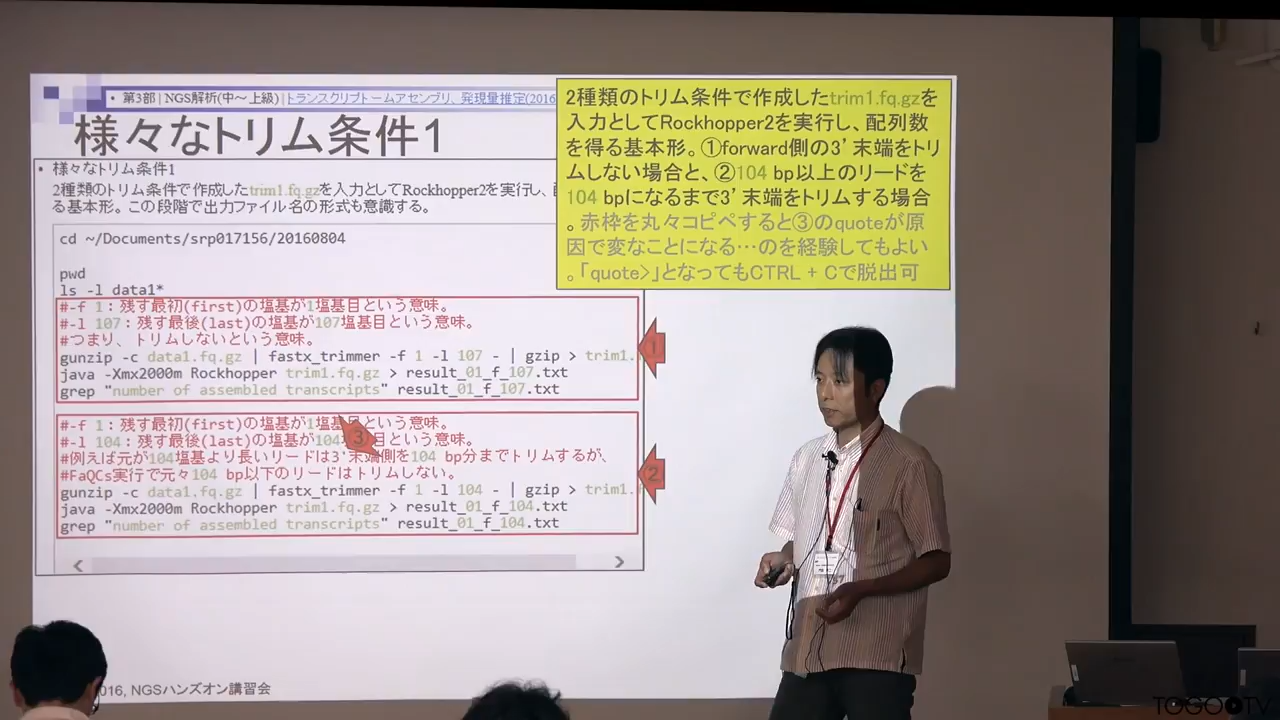 ・第3部 | NGS解析(中～上級) | トランスクリプトームアセンブリ、発現量推定(2016
様々なトリム条件1
・様々なトリム条件1
2種類のトリム条件で作成したtrim1.fq.gzを入力としてRockhopper2を実行し、
る基本形。この段階で出力ファイル名の形式も意識する。
cd ~/Documents/srp017156/20160804
pwd
ls -l data1*
#-f 1：残す最初(first)の塩基が1塩基目という意味。
#-l 107：残す最後(last)の塩基が107塩基目という意味。
#つまり、トリムしないという意味。
gunzip -c data1.fq.gz | fastx_trimmer -f 1 -l 107 - | gzip > trim1.
java -Xmx2000m Rockhopper trim1.fq.gz > result_01_f_107.txt
grep "number of assembled transcripts" result_01_f_107.txt
①
#-f 1：残す最初(first)の塩基が1塩基目という意味。
#-l 104：残す最後(last)の塩基が104塩基目という意味。
③
#例えば元が104塩基より長いリードは3'末端側を104 bp分までトリムするが、
#FaQCs実行で元々104 bp以下のリードはトリムしない。
gunzip -c data1.fq.gz | fastx_trimmer -f 1 -l 104 - | gzip > trim1.
java -Xmx2000m Rockhopper trim1.fq.gz > result_01_f_104.txt
grep "number of assembled transcripts" result_01_f_104.txt
②
2種類のトリム条件で作成したtrim1.fq.gzを
入力としてRockhopper2を実行し、配列数
を得る基本形。①forward側の3'末端をトリ
ムしない場合と、②104 bp以上のリードを
104 bpになるまで3'末端をトリムする場合
。赤枠を丸々コピペすると③のquoteが原
因で変なことになる…のを経験してもよい
。「quote>」となってもCTRL + Cで脱出可
016, NGSハンズオン講習会
TOGOTV